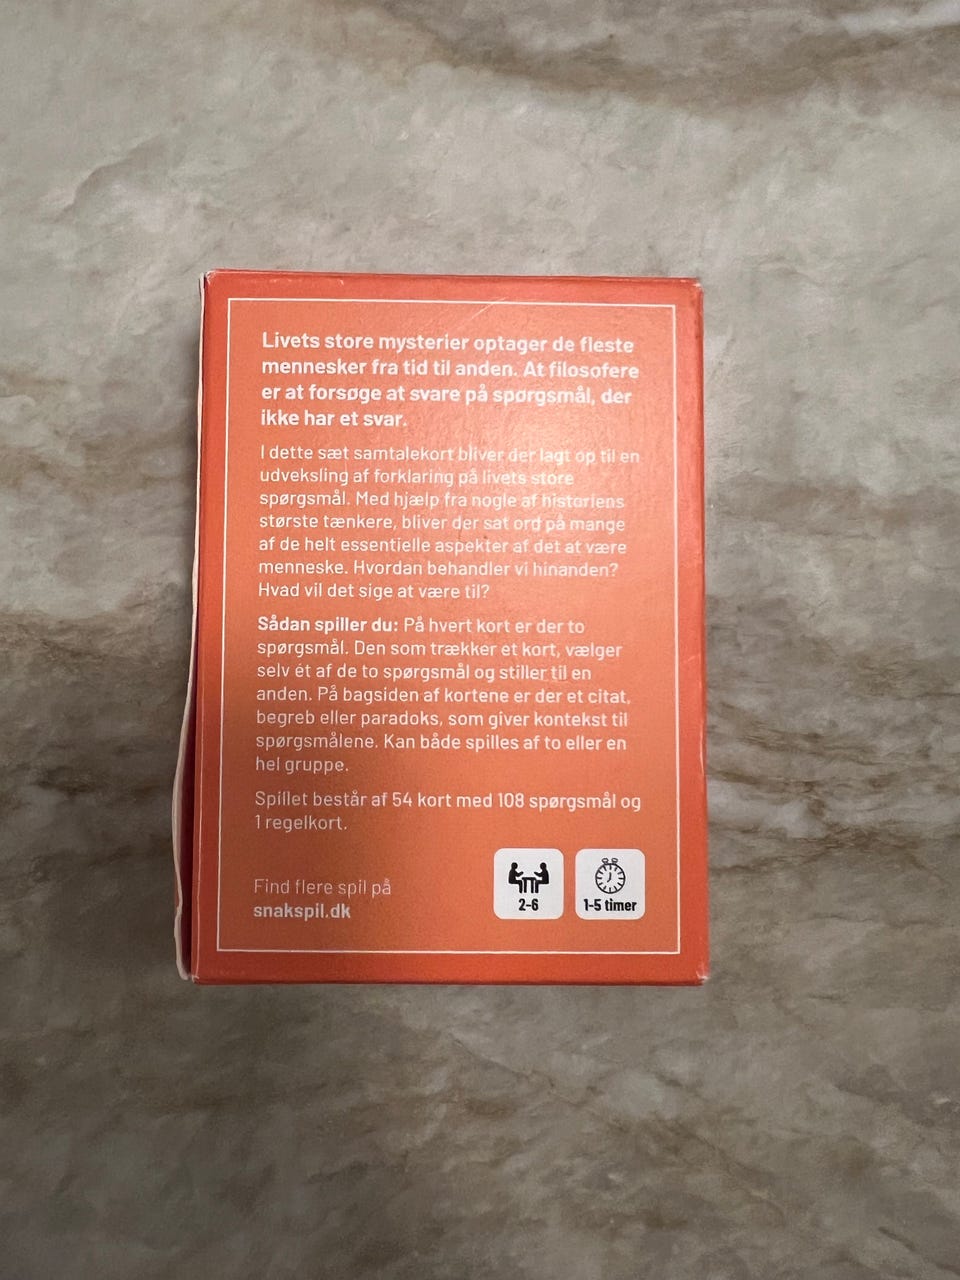 Livets store mysterier optager de fleste
mennesker fra tid til anden. At filosofere
er at forsøge at svare på spørgsmål, der
ikke har et svar.
I dette sæt samtalekort bliver der lagt op til en
udveksling af forklaring på livets store
spørgsmål. Med hjælp fra nogle af historiens
største tænkere, bliver der sat ord på mange
af de helt essentielle aspekter af det at være
menneske. Hvordan behandler vi hinanden?
Hvad vil det sige at være til?
Sådan spiller du: På hvert kort er der to
spørgsmål. Den som trækker et kort, vælger
selv ét af de to spørgsmål og stiller til en
anden. På bagsiden af kortene er der et citat,
begreb eller paradoks, som giver kontekst til
spørgsmålene. Kan både spilles af to eller en
hel gruppe.
Spillet består af 54 kort med 108 spørgsmål og
1 regelkort.
Find flere spil på
snakspil.dk
2-6
1-5 timer